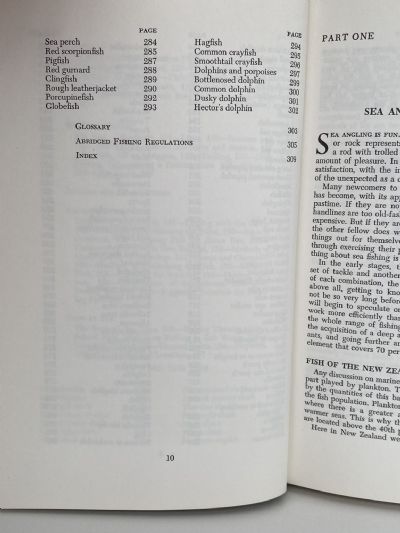 PAGE
Sea perch 284
Red scorpionfish 285
Pigfish 287
Red gurnard 288
Clingfish 289
Rough leatherjacket 290
Porcupinefish 292
Globefish 293
PAGE
Hagfish 294
Common crayfish 295
Smoothtail crayfish 296
Dolphins and porpoises 297
Bottlenosed dolphin 299
Common dolphin 300
Dusky dolphin 301
Hector's dolphin 302
Glossary 303
Abridged Fishing Regulations 305
Index 309
10
PART ONE
SEA AN
SEA ANGLING IS FUN.
or rock represents
a rod with trolled
amount of pleasure. In
satisfaction, with the in
of the unexpected as a c
Many newcomers to
has become, with its ap
pastime. If they are no
handlines are too old-fas
expensive. But if they are
the other fellow does w
things out for themselve
through exercising their p
thing about sea fishing is
In the early stages, t
set of tackle and another
of each combination, the
above all, getting to kno
not be so very long befor
will begin to speculate o
work more efficiently tha
the whole range of fishing
the acquisition of a deep a
ants, and going further an
element that covers 70 per
FISH OF THE NEW ZEA
Any discussion on marine
part played by plankton. T
by the quantities of this ba
the fish population. Plankto
where there is a greater a
warmer seas. This is why th
are located above the 40th p
Here in New Zealand we